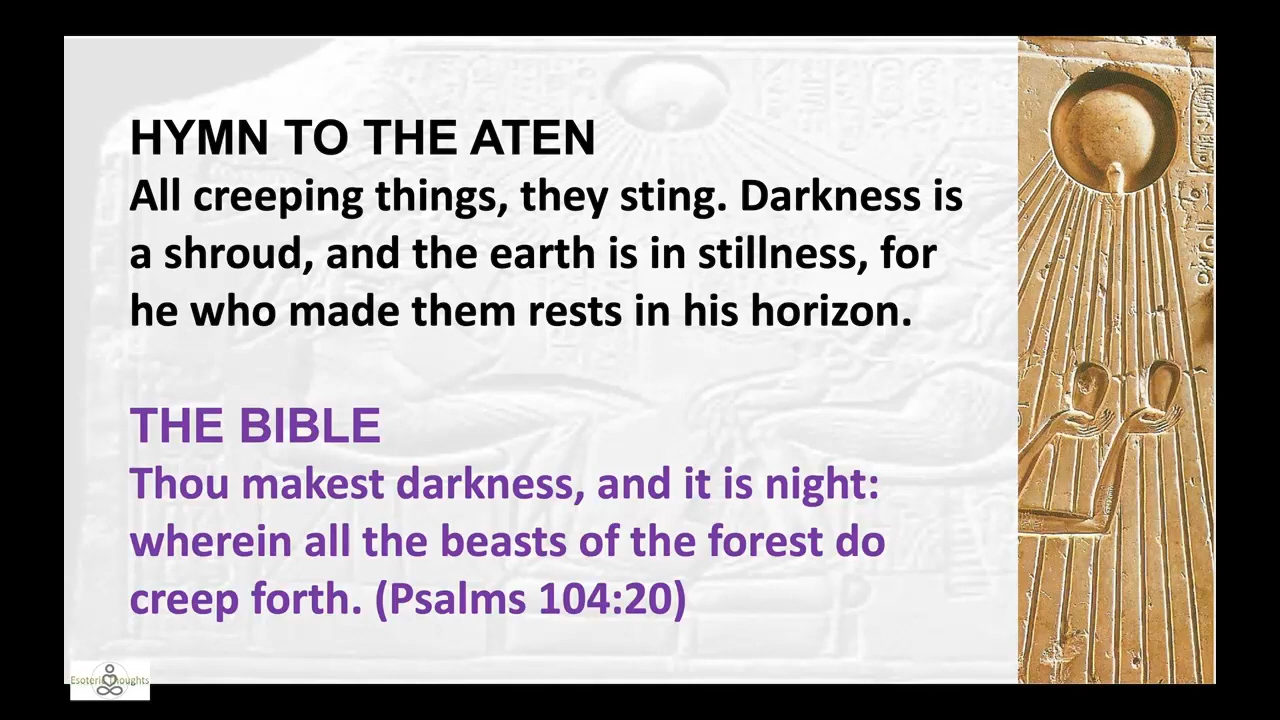 HYMN TO THE ATEN
All creeping things, they sting. Darkness is
a shroud, and the earth is in stillness, for
he who made them rests in his horizon.
THE BIBLE
Thou makest darkness, and it is night:
wherein all the beasts of the forest do
creep forth. (Psalms 104:20)
Esoteric Thoughts